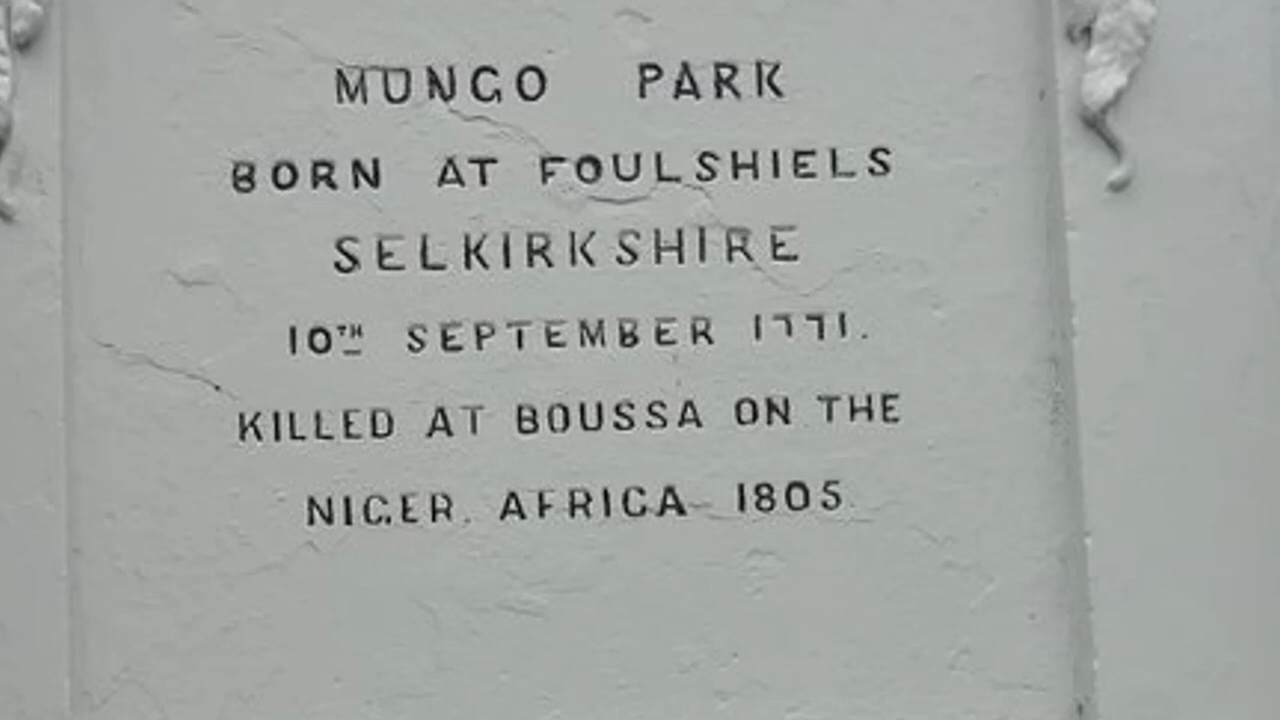 MUNGO PARK
BORN AT FOULSHIELS
SELKIRKSHIRE
10TH SEPTEMBER 1771.
KILLED AT BOUSSA ON THE
NIGER, AFRICA 1805.